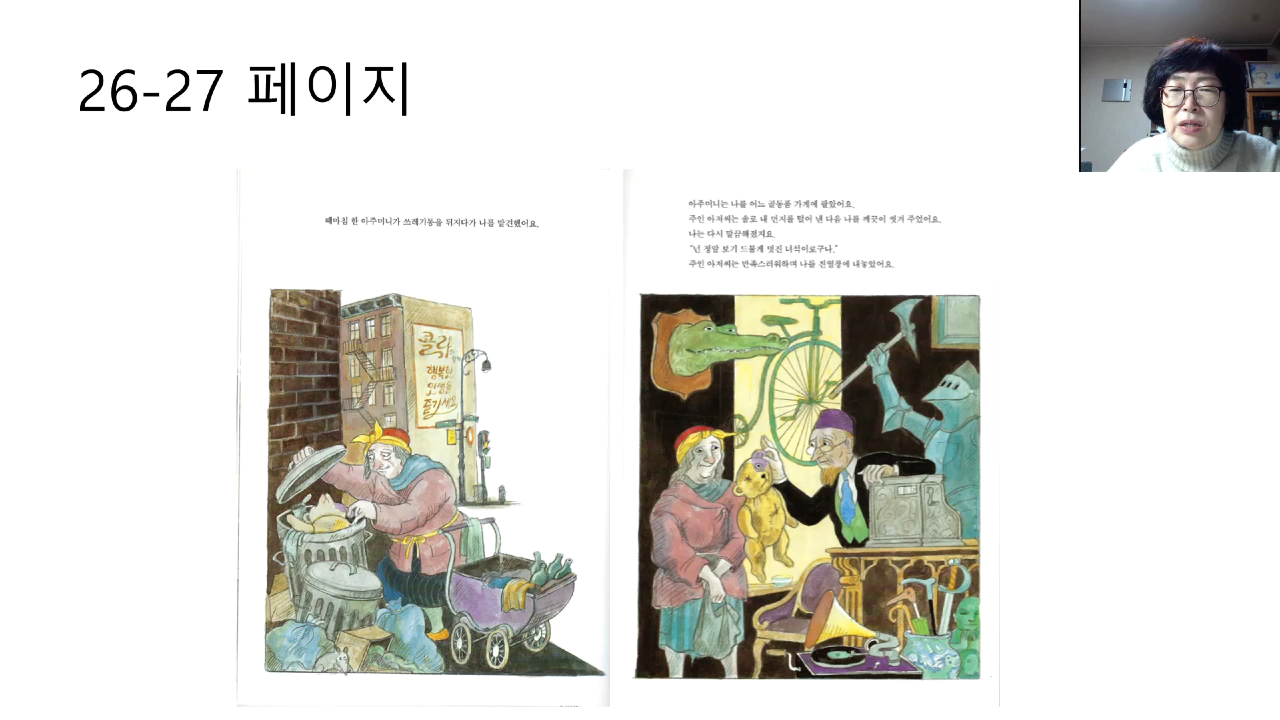 26-27 페이지
때마침 한 아주머니가 쓰레기통을 뒤지다가 나를 발견했어요.
아주머니는 나를 어느 골동품 가게에 팔았어요.
주인 아저씨는 솔로 내 먼지를 털어 낸 다음 나를 깨끗이 씻겨 주었어요.
나는 다시 말끔해졌지요.
"넌 정말 보기 드물게 멋진 녀석이로구나."
주인 아저씨는 만족스러워하며 나를 진열장에 내놓았어요.
콜라
행복한
인생을
즐기세요